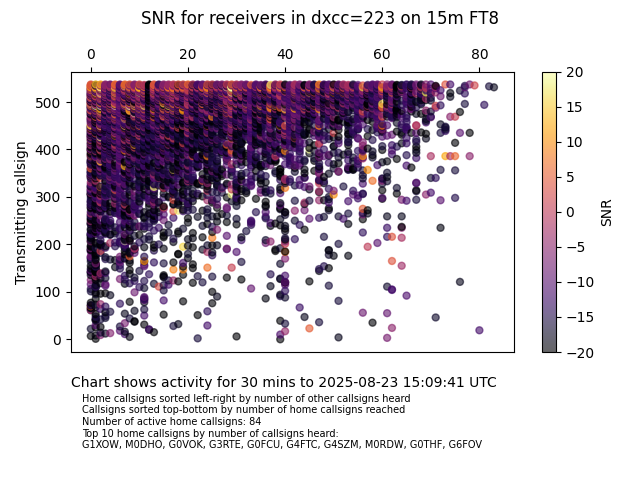 SNR for receivers in dxcc=223 on 15m FT8
0 20 40 60 80
500
400
300
200
100
0
Transmitting callsign
20
15
10
5
0
−5
−10
−15
−20
SNR
Chart shows activity for 30 mins to 2025-08-23 15:09:41 UTC
Home callsigns sorted left-right by number of other callsigns heard
Callsigns sorted top-bottom by number of home callsigns reached
Number of active home callsigns: 84
Top 10 home callsigns by number of callsigns heard:
G1XOW, M0DHO, G0VOK, G3RTE, G0FCU, G4FTC, G4SZM, M0RDW, G0THF, G6FOV